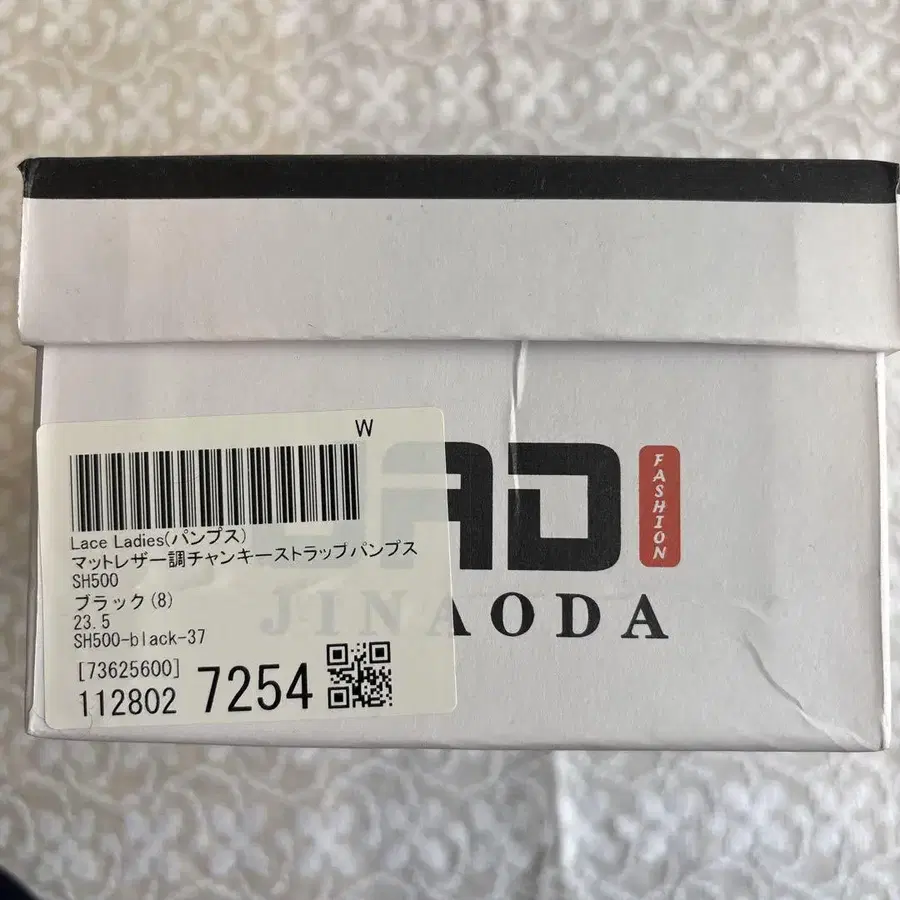 W
Lace Ladies(パンプス)
マットレザー調チャンキーストラップパンプス
SH500
ブラック(8)
23.5
SH500-black-37
[73625600]
112802 7254
JAD
FASHION
JINAODA